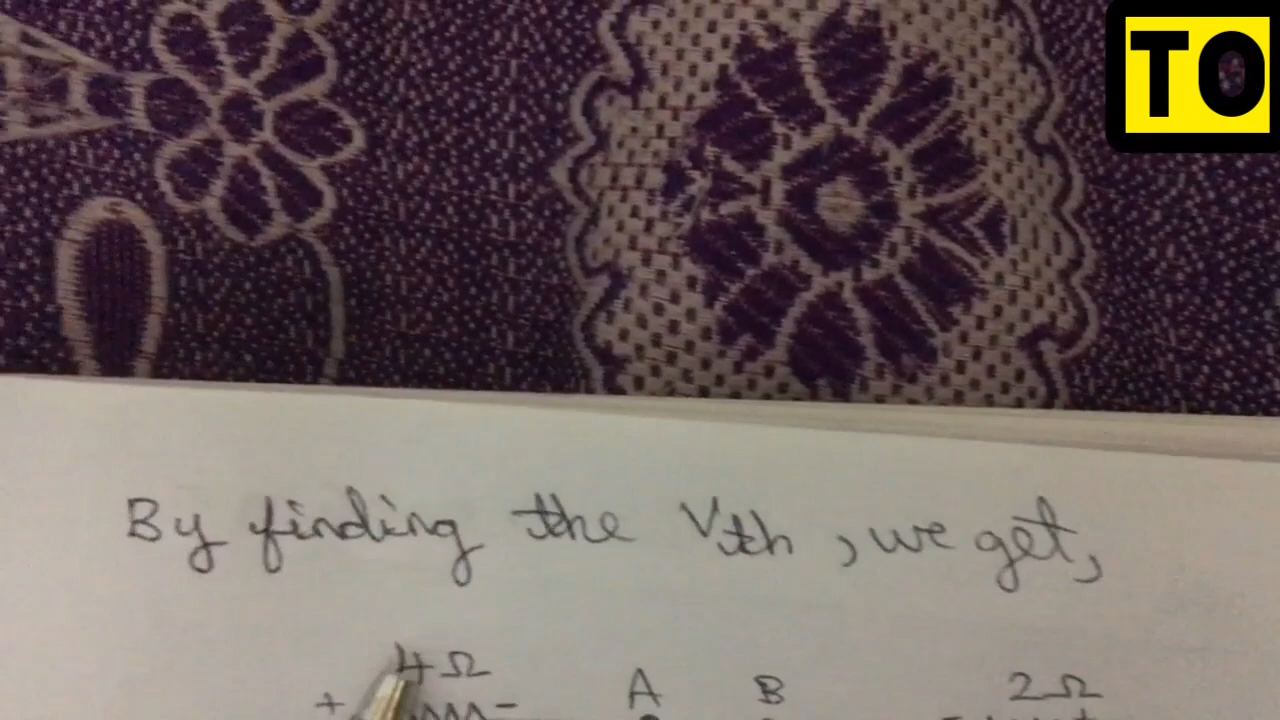 TO
By finding the Vth, we get,
4Ω
+ - A B 2Ω
- +